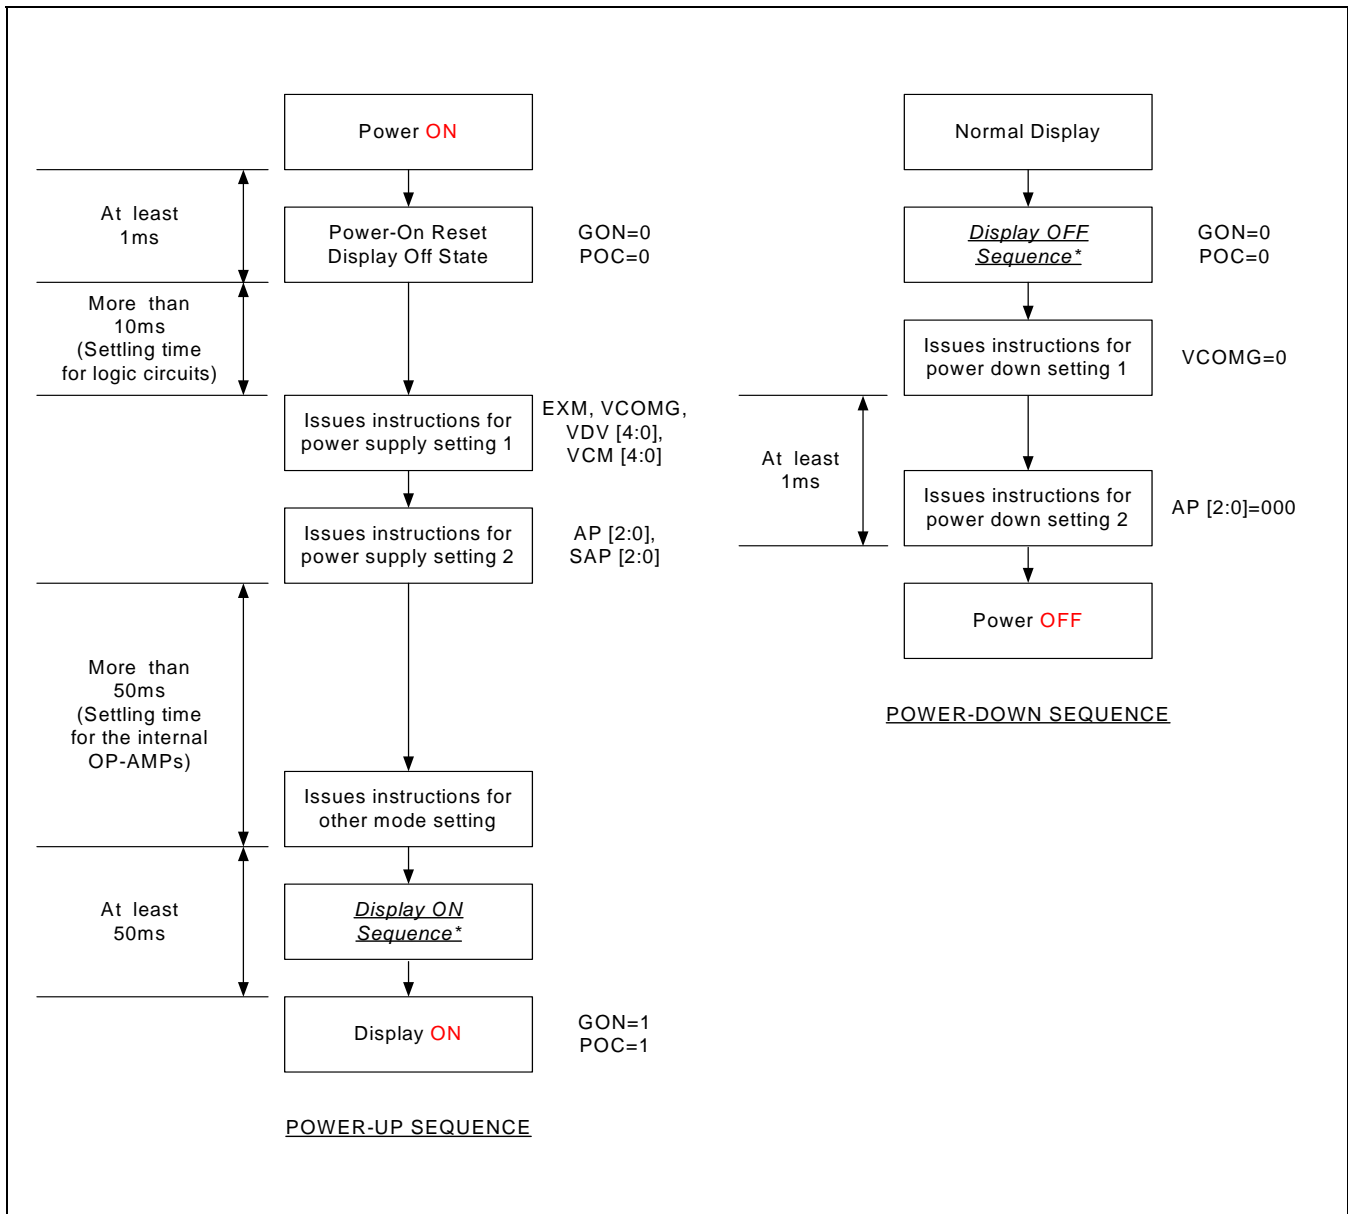 Power ON
At least
1ms
Power-On Reset
Display Off State
GON=0
POC=0
More than
10ms
(Settling time
for logic circuits)
Issues instructions for
power supply setting 1
EXM, VCOMG,
VDV [4:0],
VCM [4:0]
Issues instructions for
power supply setting 2
AP [2:0],
SAP [2:0]
More than
50ms
(Settling time
for the internal
OP-AMPs)
Issues instructions for
other mode setting
At least
50ms
Display ON
Sequence*
Display ON
GON=1
POC=1
POWER-UP SEQUENCE
Normal Display
Display OFF
Sequence*
GON=0
POC=0
Issues instructions for
power down setting 1
VCOMG=0
At least
1ms
Issues instructions for
power down setting 2
AP [2:0]=000
Power OFF
POWER-DOWN SEQUENCE